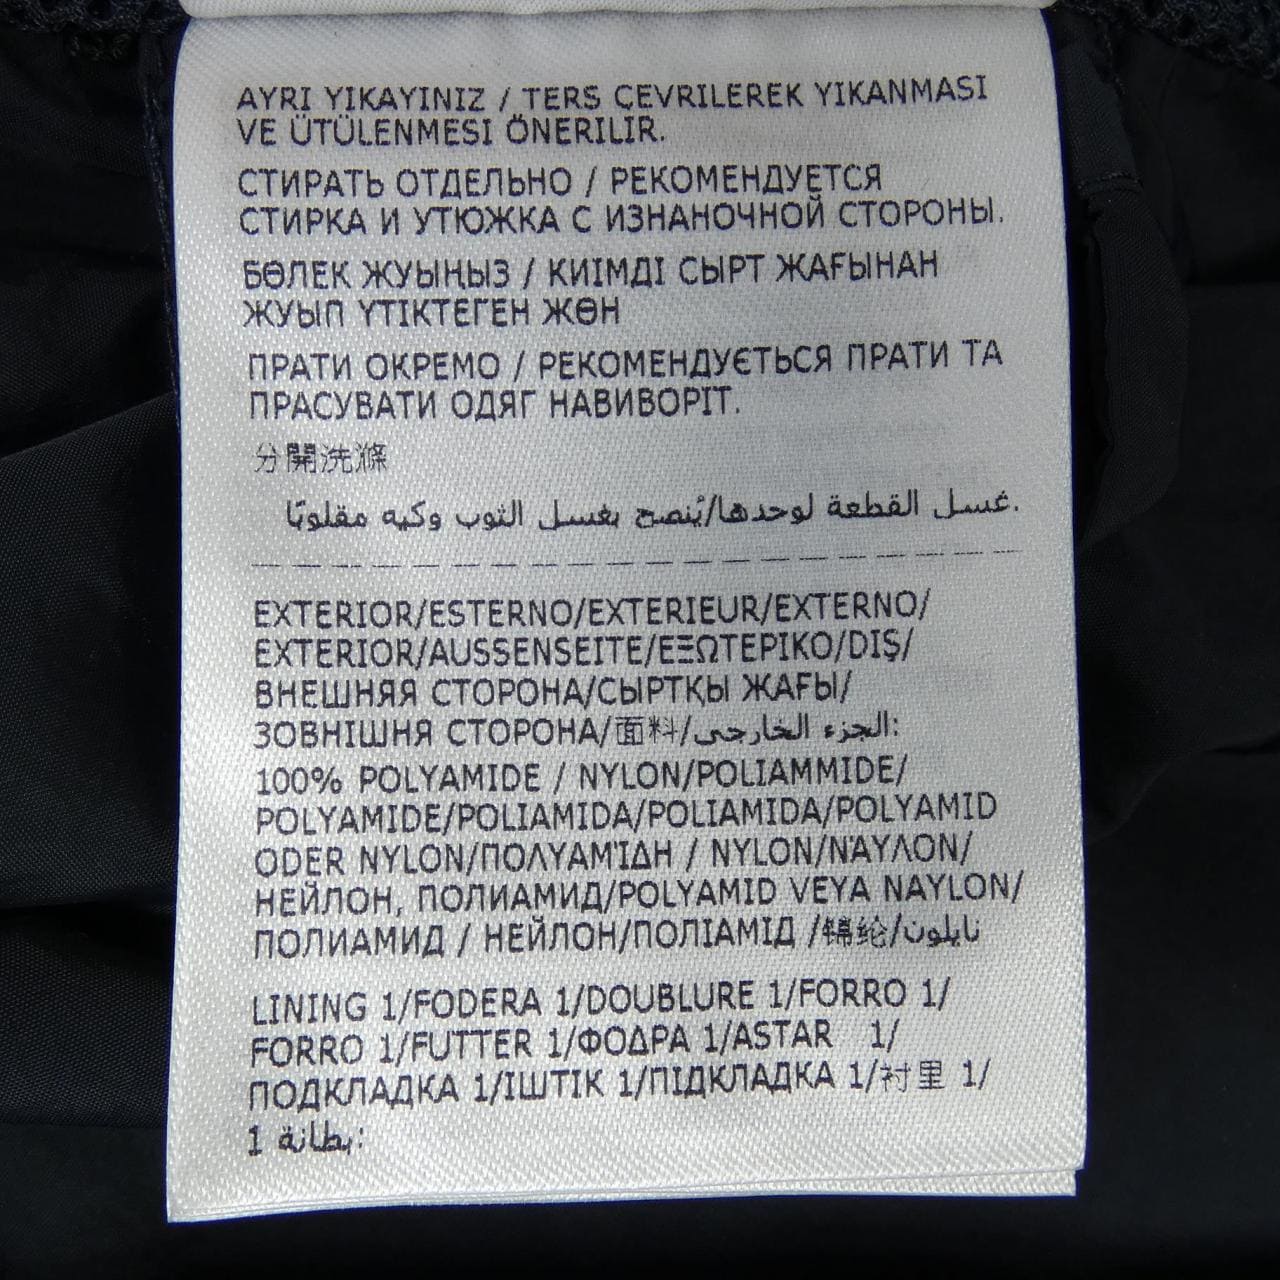 AYRI YIKAYINIZ / TERS ÇEVRILEREK YIKANMASI
VE ÜTÜLENMESI ÖNERILIR.
СТИРАТЬ ОТДЕЛЬНО / РЕКОМЕНДУЕТСЯ
СТИРКА И УТЮЖКА С ИЗНАНОЧНОЙ СТОРОНЫ.
БӨЛЕК ЖУЫҢЫЗ / КИІМДІ СЫРТ ЖАҒЫНАН
ЖУЫП ҮТІКТЕГЕН ЖӨН
ПРАТИ ОКРЕМО / РЕКОМЕНДУЄТЬСЯ ПРАТИ ТА
ПРАСУВАТИ ОДЯГ НАВИВОРІТ.
分開洗滌
غسل القطعة لوحدها/يُنصح بغسل الثوب وكيه مقلوبًا.
EXTERIOR/ESTERNO/EXTERIEUR/EXTERNO/
EXTERIOR/AUSSENSEITE/ΕΞΩΤΕΡΙΚΟ/DIŞ/
ВНЕШНЯЯ СТОРОНА/СЫРТҚЫ ЖАҒЫ/
ЗОВНІШНЯ СТОРОНА/面料/الجزء الخارجي:
100% POLYAMIDE / NYLON/POLIAMMIDE/
POLYAMIDE/POLIAMIDA/POLIAMIDA/POLYAMID
ODER NYLON/ΠΟΛΥΑΜΊΔΗ / NYLON/ΝΆΥΛΟΝ/
НЕЙЛОН, ПОЛИАМИД/POLYAMID VEYA NAYLON/
ПОЛИАМИД / НЕЙЛОН/ПОЛІАМІД /锦纶/نايلون
LINING 1/FODERA 1/DOUBLURE 1/FORRO 1/
FORRO 1/FUTTER 1/ΦΟΔΡΑ 1/ASTAR 1/
ПОДКЛАДКА 1/ІШТІК 1/ПІДКЛАДКА 1/衬里 1/
بطانة 1: